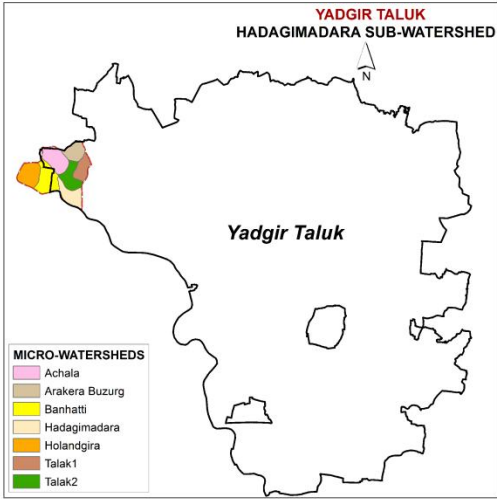 YADGIR TALUK
HADAGIMADARA SUB-WATERSHED
N
Yadgir Taluk
MICRO-WATERSHEDS
Achala
Arakera Buzurg
Banhatti
Hadagimadara
Holandgira
Talak1
Talak2